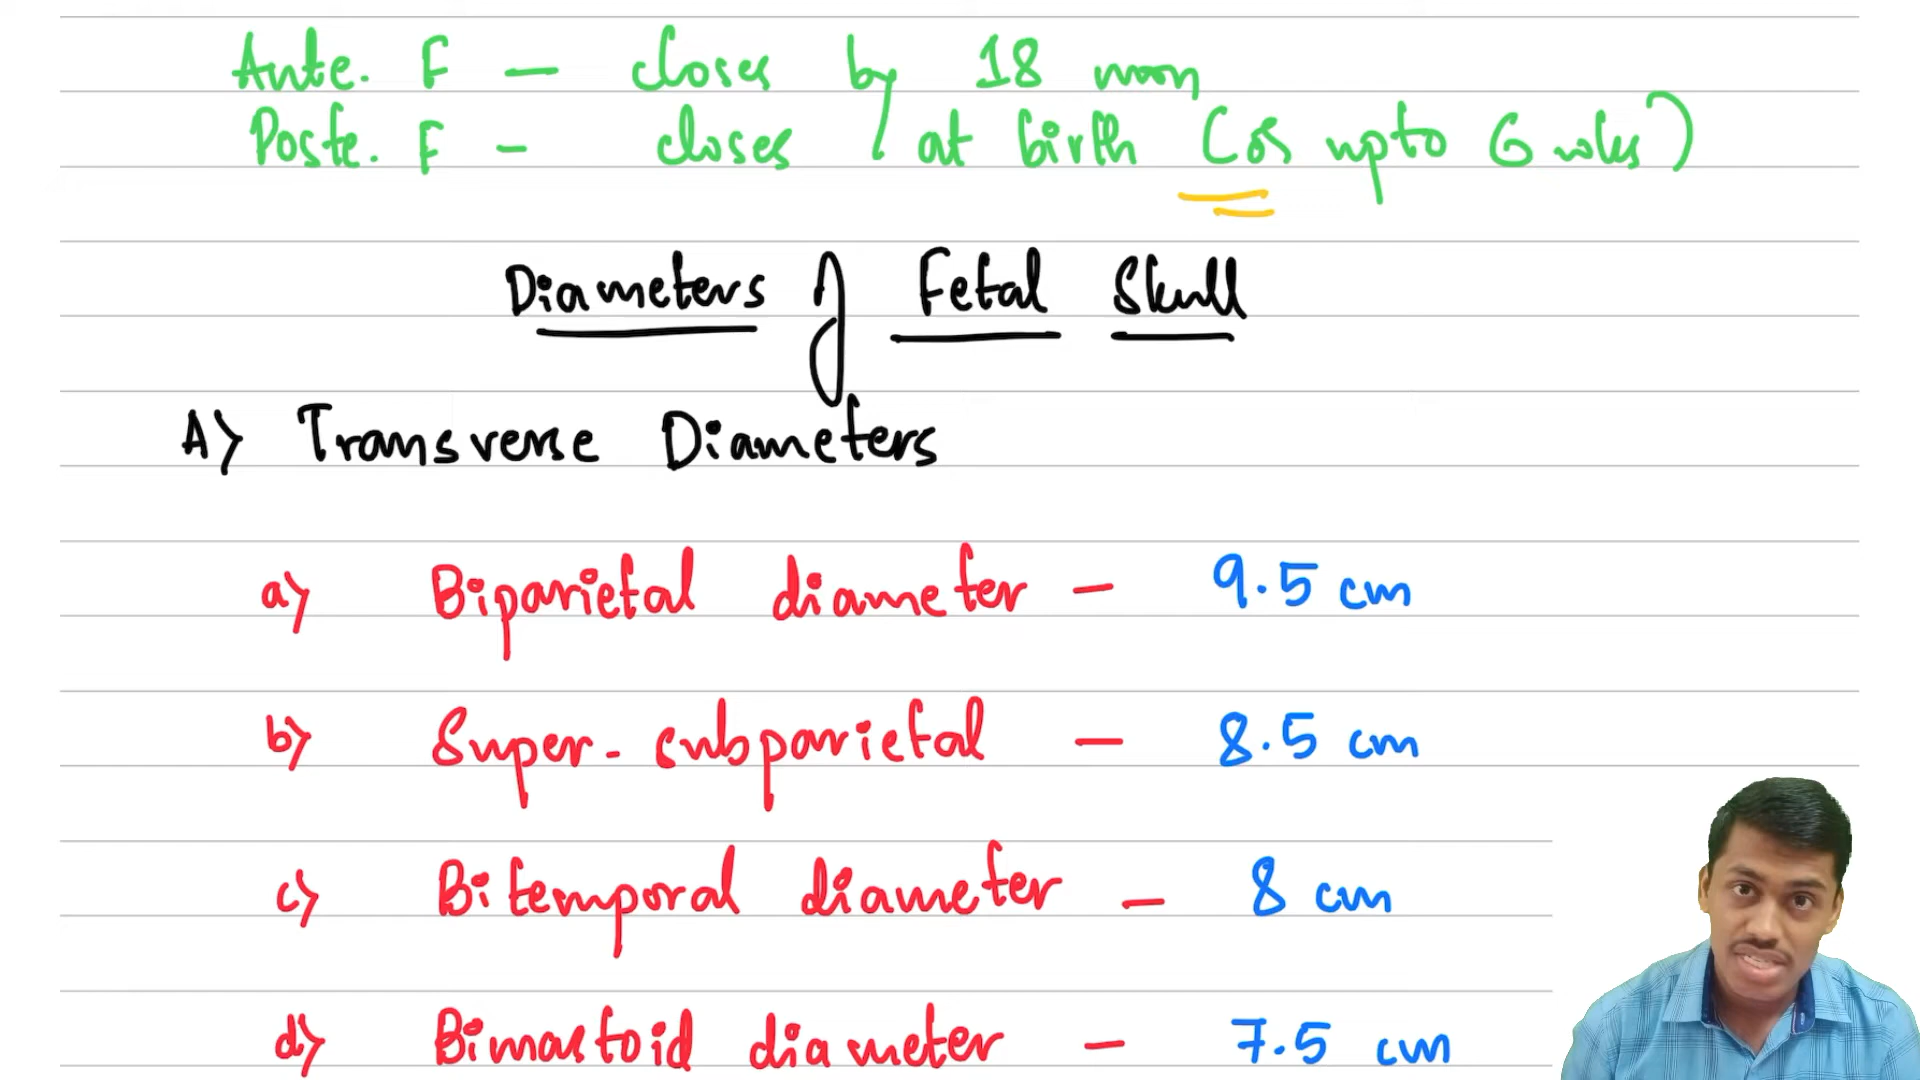 Ante. F – closes by 18 mon
Poste. F – closes at birth (or upto 6 wks)
Diameters of Fetal Skull
A) Transverse Diameters
a) Biparietal diameter – 9.5 cm
b) Super-subparietal – 8.5 cm
c) Bitemporal diameter – 8 cm
d) Bimastoid diameter – 7.5 cm